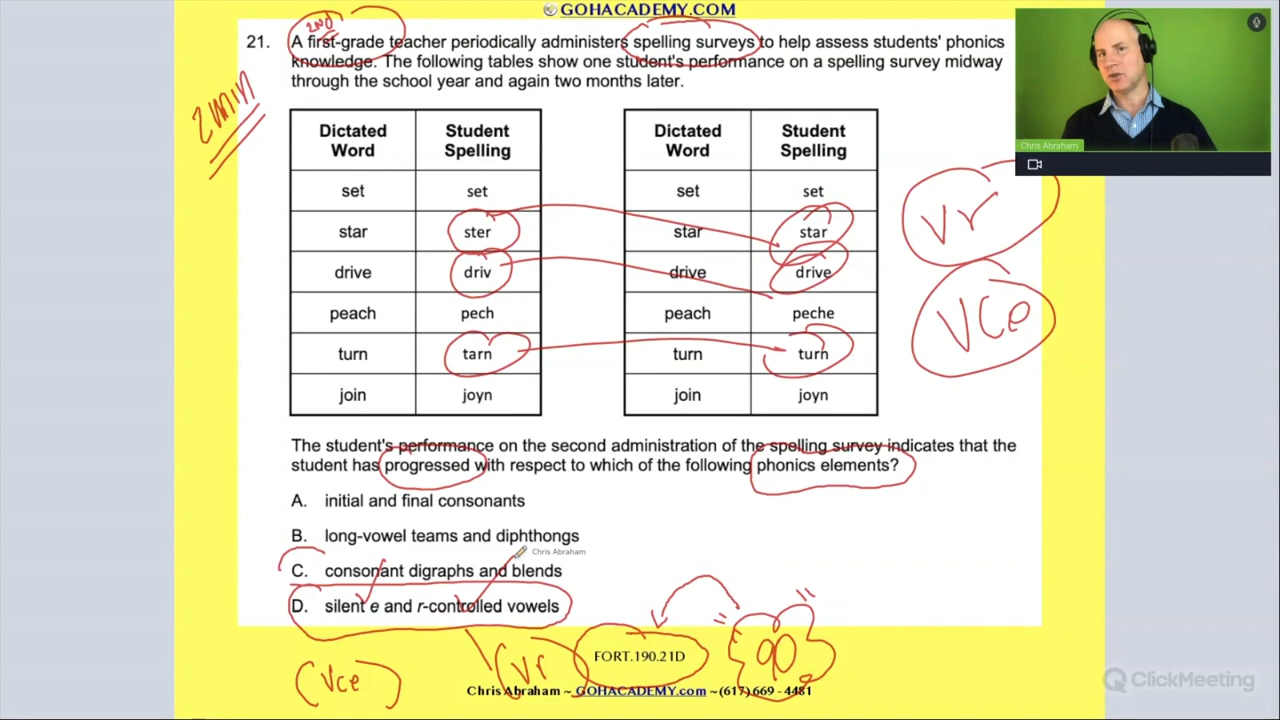 GOHACADEMY.COM
2ND
21. A first-grade teacher periodically administers spelling surveys to help assess students' phonics
knowledge. The following tables show one student's performance on a spelling survey midway
through the school year and again two months later.
2 min
Dictated Word Student Spelling Dictated Word Student Spelling
set set set set
star ster star star
drive driv drive drive
peach pech peach peche
turn tarn turn turn
join joyn join joyn
Vr
VCe
Chris Abraham
The student's performance on the second administration of the spelling survey indicates that the
student has progressed with respect to which of the following phonics elements?
A. initial and final consonants
B. long-vowel teams and diphthongs
Chris Abraham
C. consonant digraphs and blends
D. silent e and r-controlled vowels
(Vce) (Vr) FORT.190.21D 90
Chris Abraham ~ GOHACADEMY.com ~(617) 669 - 4481
ClickMeeting